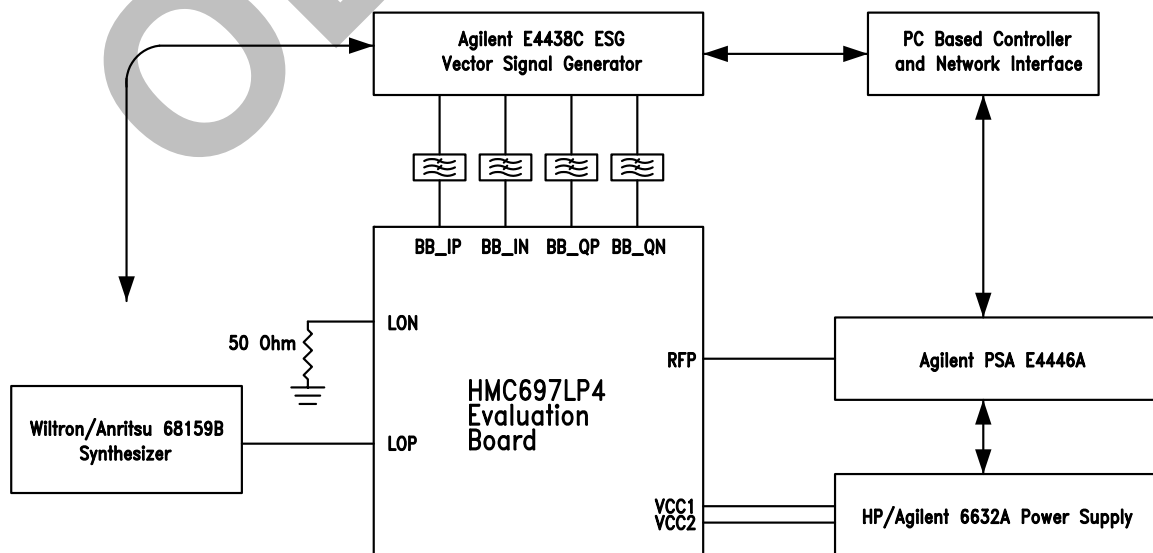 Agilent E4438C ESG
Vector Signal Generator
PC Based Controller
and Network Interface
BB_IP BB_IN BB_QP BB_QN
LON
50 Ohm
RFP
Agilent PSA E4446A
HMC697LP4
Evaluation
Board
Wiltron/Anritsu 68159B
Synthesizer
LOP
VCC1
VCC2
HP/Agilent 6632A Power Supply